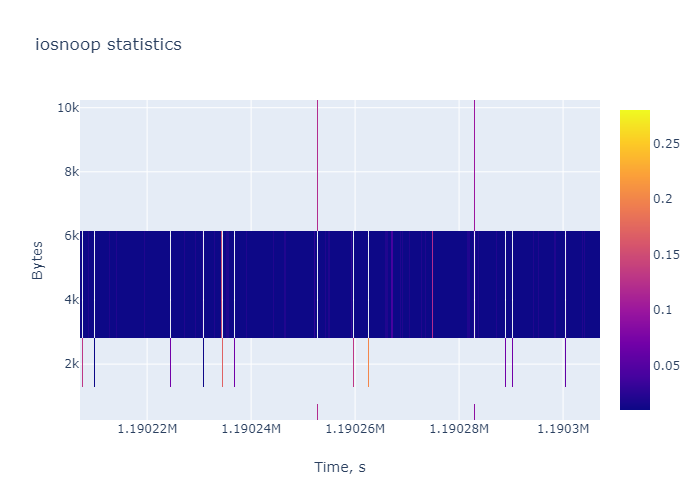 iosnoop statistics
10k
8k
6k
4k
2k
Bytes
1.19022M 1.19024M 1.19026M 1.19028M 1.1903M
Time, s
0.25
0.2
0.15
0.1
0.05